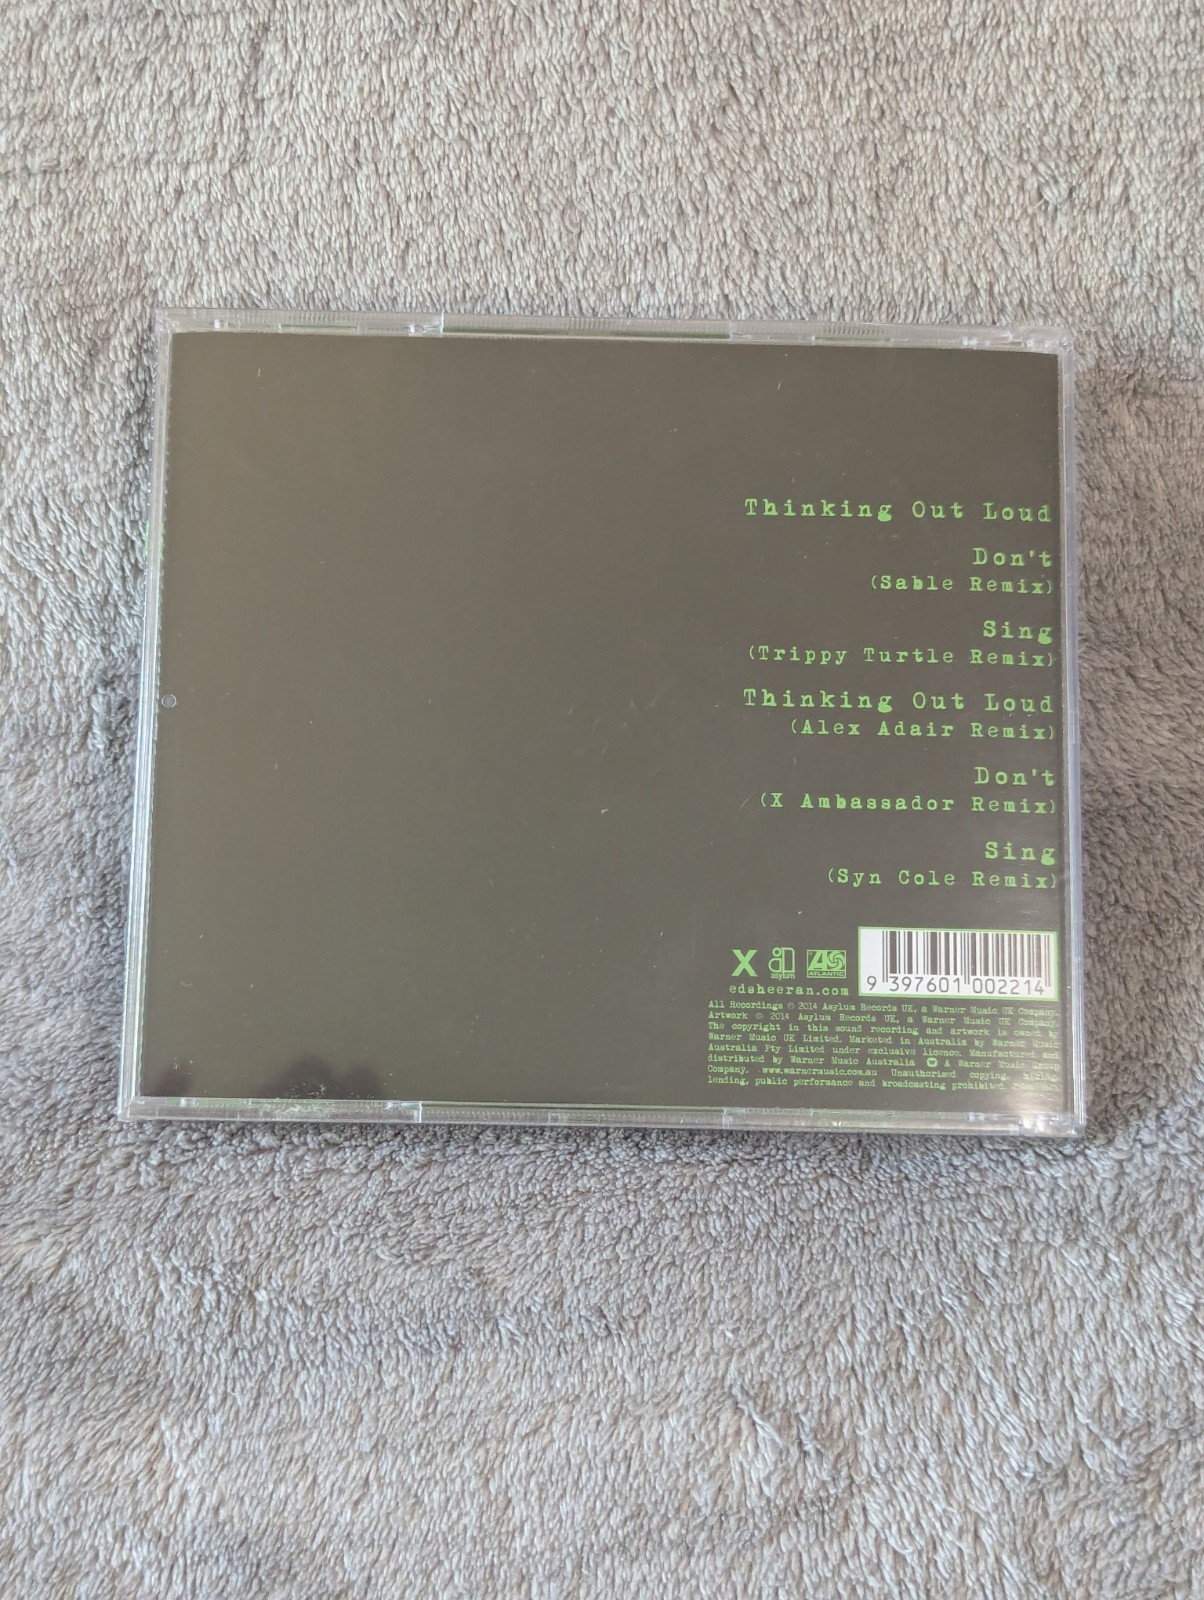 Thinking Out Loud
Don't
(Sable Remix)
Sing
(Trippy Turtle Remix)
Thinking Out Loud
(Alex Adair Remix)
Don't
(X Ambassador Remix)
Sing
(Syn Cole Remix)
X asylum ATLANTIC
edsheeran.com
9 397601 002214
All Recordings ℗ 2014 Asylum Records UK, a Warner Music UK Company.
Artwork © 2014 Asylum Records UK, a Warner Music UK Company.
The copyright in this sound recording and artwork is owned by
Warner Music UK Limited. Marketed in Australia by Warner Music
Australia Pty Limited under exclusive licence. Manufactured and
distributed by Warner Music Australia A Warner Music Group
Company. www.warnermusic.com.au Unauthorised copying, hiring,
lending, public performance and broadcasting prohibited.